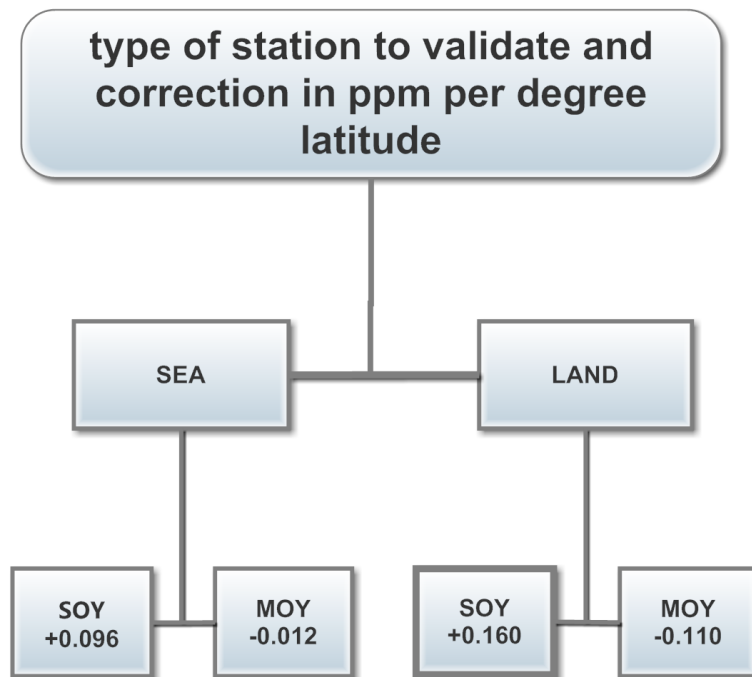 type of station to validate and
correction in ppm per degree
latitude
SEA
LAND
SOY
+0.096
MOY
-0.012
SOY
+0.160
MOY
-0.110